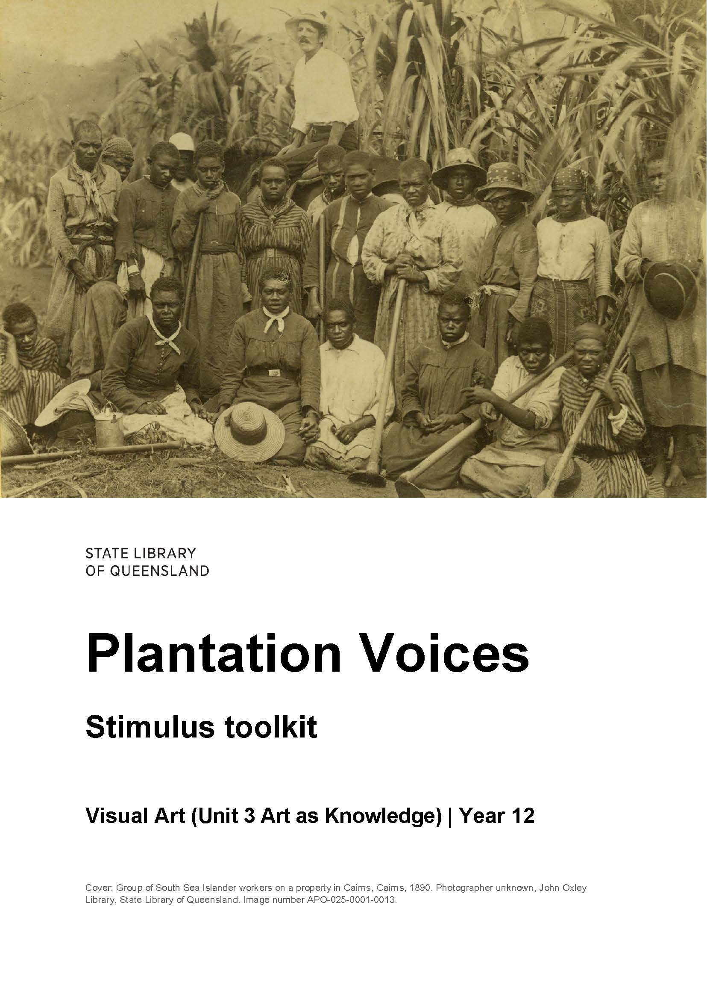 STATE LIBRARY
OF QUEENSLAND
Plantation Voices
Stimulus toolkit
Visual Art (Unit 3 Art as Knowledge) | Year 12
Cover: Group of South Sea Islander workers on a property in Cairns, Cairns, 1890, Photographer unknown, John Oxley
Library, State Library of Queensland. Image number APO-025-0001-0013.